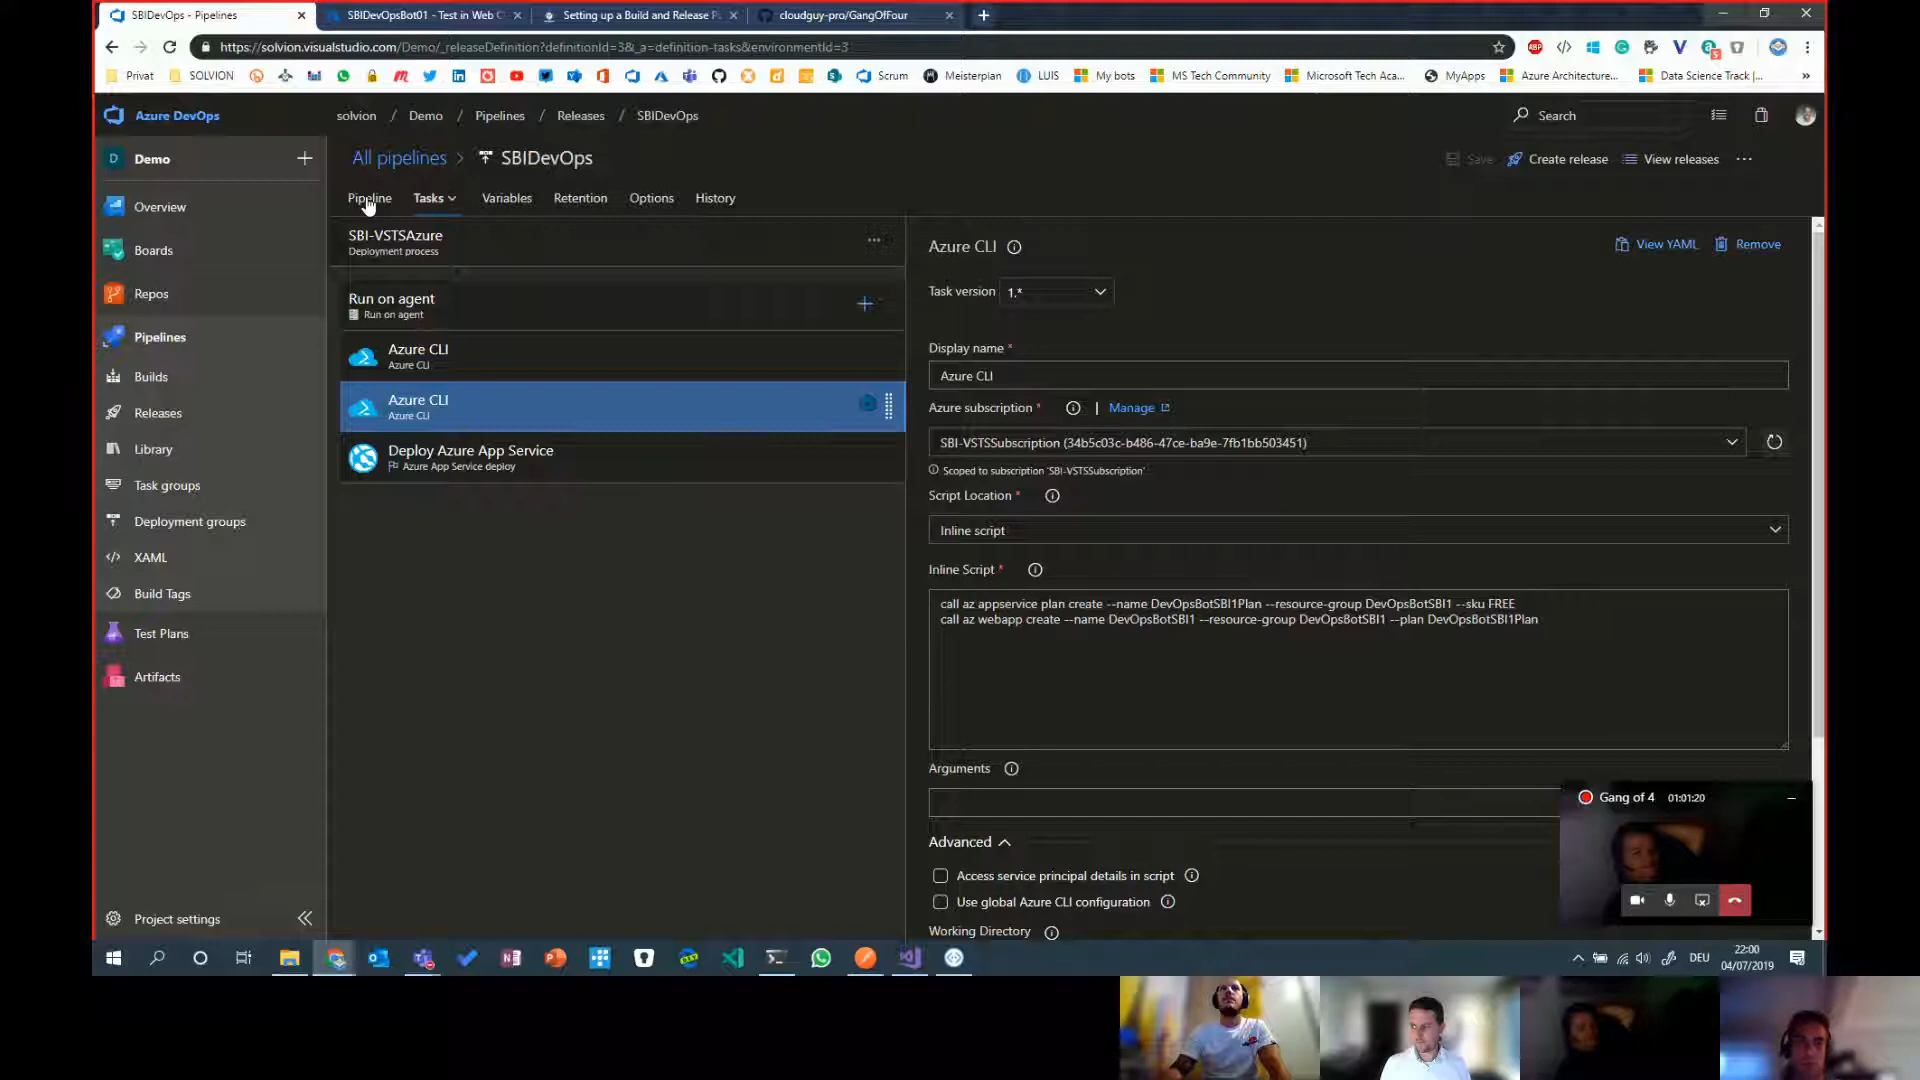 SBIDevOps - Pipelines
SBIDevOpsBot01 - Test in Web C
Setting up a Build and Release P
cloudguy-pro/GangOfFour
https://solvion.visualstudio.com/Demo/_releaseDefinition?definitionId=3&_a=definition-tasks&environmentId=3
Privat
SOLVION
Scrum
Meisterpian
LUIS
My bots
MS Tech Community
Microsoft Tech Aca...
MyApps
Azure Architecture...
Data Science Track |...
Azure DevOps
solvion / Demo / Pipelines / Releases / SBIDevOps
Search
D Demo
All pipelines > SBIDevOps
Save
Create release
View releases
Pipeline
Tasks
Variables
Retention
Options
History
Overview
Boards
Repos
Pipelines
Builds
Releases
Library
Task groups
Deployment groups
XAML
Build Tags
Test Plans
Artifacts
Project settings
SBI-VSTSAzure
Deployment process
Run on agent
Run on agent
Azure CLI
Azure CLI
Azure CLI
Azure CLI
Deploy Azure App Service
Azure App Service deploy
Azure CLI
View YAML
Remove
Task version 1.*
Display name *
Azure CLI
Azure subscription * | Manage
SBI-VSTSSubscription (34b5c03c-b486-47ce-ba9e-7fb1bb503451)
Scoped to subscription 'SBI-VSTSSubscription'
Script Location *
Inline script
Inline Script *
call az appservice plan create --name DevOpsBotSBI1Plan --resource-group DevOpsBotSBI1 --sku FREE
call az webapp create --name DevOpsBotSBI1 --resource-group DevOpsBotSBI1 --plan DevOpsBotSBI1Plan
Arguments
Advanced
Access service principal details in script
Use global Azure CLI configuration
Working Directory
Gang of 4 01:01:20
DEU
22:00
04/07/2019